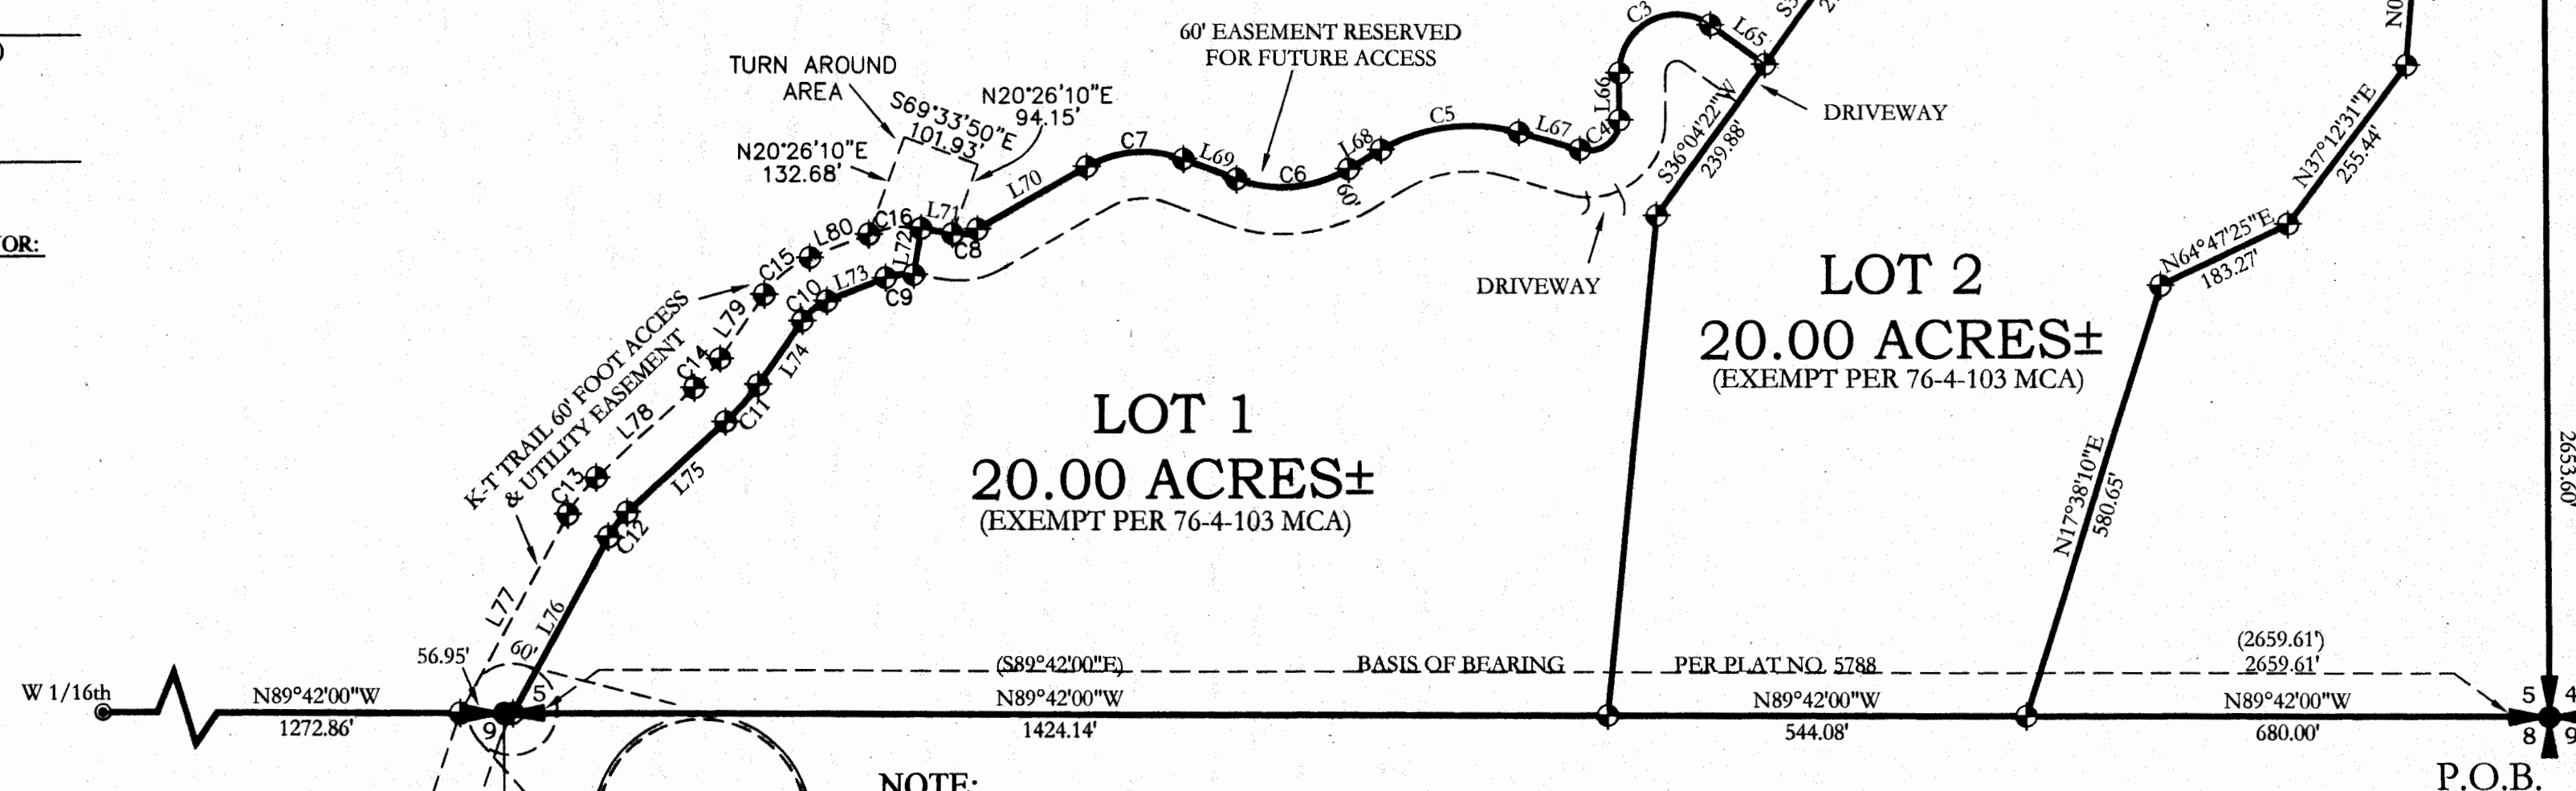 OR:
TURN AROUND
AREA
S69°33'50"E
101.93'
N20°26'10"E
94.15'
N20°26'10"E
132.68'
60' EASEMENT RESERVED
FOR FUTURE ACCESS
C3
L65
L66
C4
L67
C5
L68
60'
C6
L69
C7
L70
L71
C8
C16
L72
C9
L80
L73
C15
C10
L79
L74
C14
C11
L78
L75
C13
C12
L77
L76
K-T TRAIL 60' FOOT ACCESS
& UTILITY EASEMENT
DRIVEWAY
S36°04'22"W
239.88'
DRIVEWAY
N37°12'31"E
255.44'
N64°47'25"E
183.27'
N17°38'10"E
580.65'
2653.60'
LOT 1
20.00 ACRES±
(EXEMPT PER 76-4-103 MCA)
LOT 2
20.00 ACRES±
(EXEMPT PER 76-4-103 MCA)
56.95'
60'
(S89°42'00"E)
BASIS OF BEARING
PER PLAT NO. 5788
(2659.61')
2659.61'
W 1/16th
N89°42'00"W
1272.86'
5
9
N89°42'00"W
1424.14'
N89°42'00"W
544.08'
N89°42'00"W
680.00'
5 4
8 9
P.O.B.
NOTE: